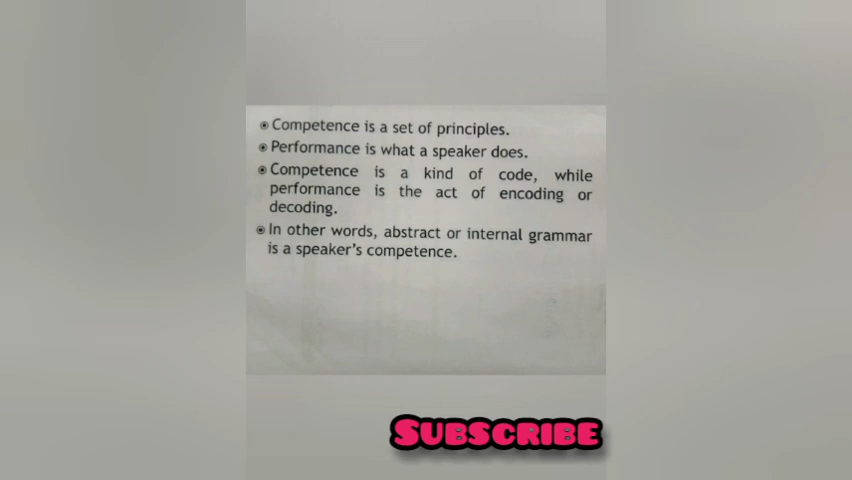 Competence is a set of principles.
Performance is what a speaker does.
Competence is a kind of code, while
performance is the act of encoding or
decoding.
In other words, abstract or internal grammar
is a speaker's competence.
SUBSCRIBE